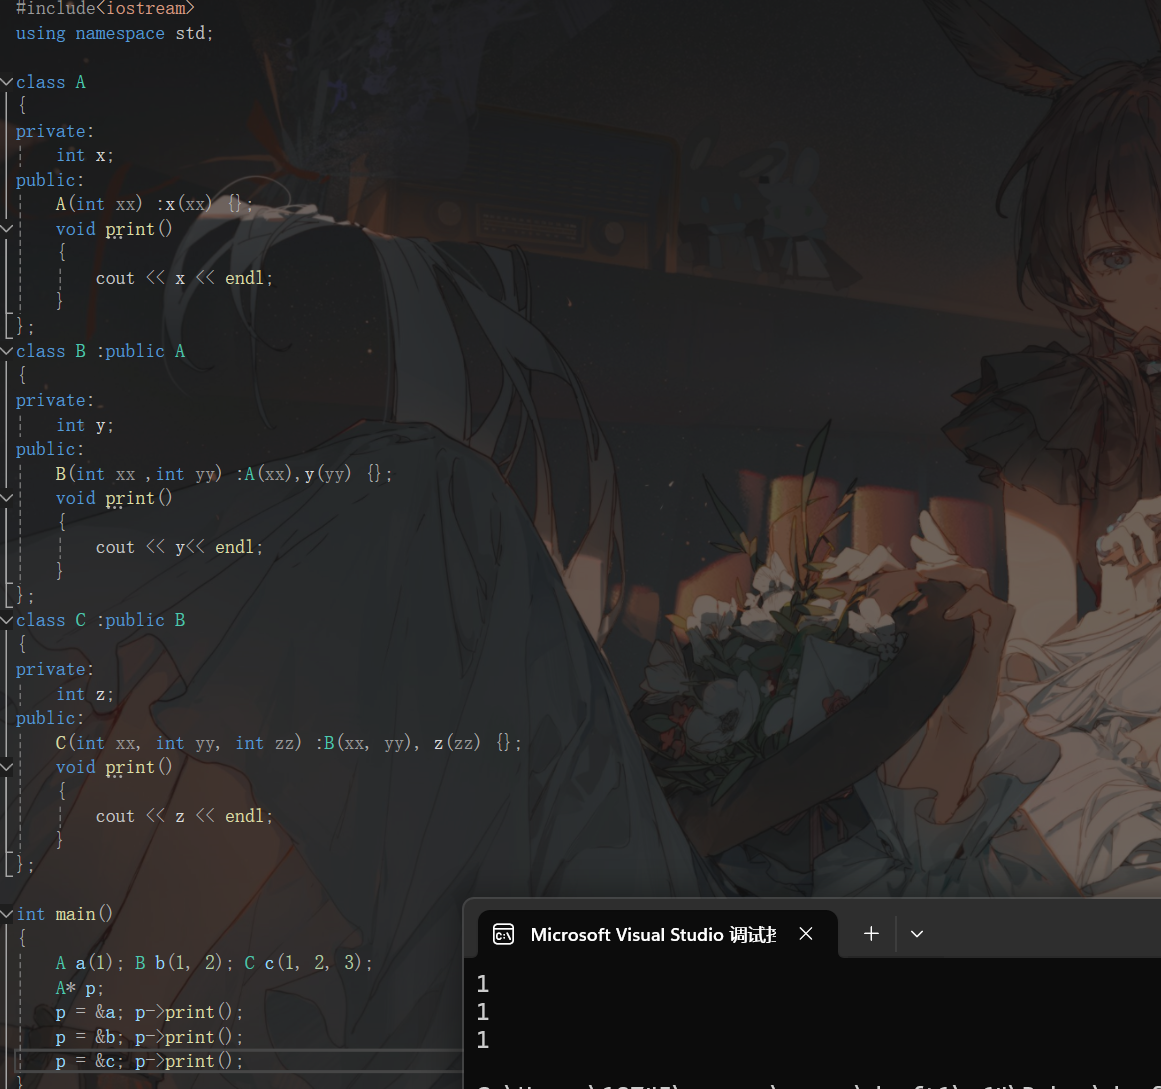 #include<iostream>
using namespace std;
class A
{
private:
int x;
public:
A(int xx) :x(xx) {};
void print()
{
cout << x << endl;
}
};
class B :public A
{
private:
int y;
public:
B(int xx ,int yy) :A(xx),y(yy) {};
void print()
{
cout << y<< endl;
}
};
class C :public B
{
private:
int z;
public:
C(int xx, int yy, int zz) :B(xx, yy), z(zz) {};
void print()
{
cout << z << endl;
}
};
int main()
{
A a(1); B b(1, 2); C c(1, 2, 3);
A* p;
p = &a; p->print();
p = &b; p->print();
p = &c; p->print();
}
Microsoft Visual Studio 调试
1
1
1